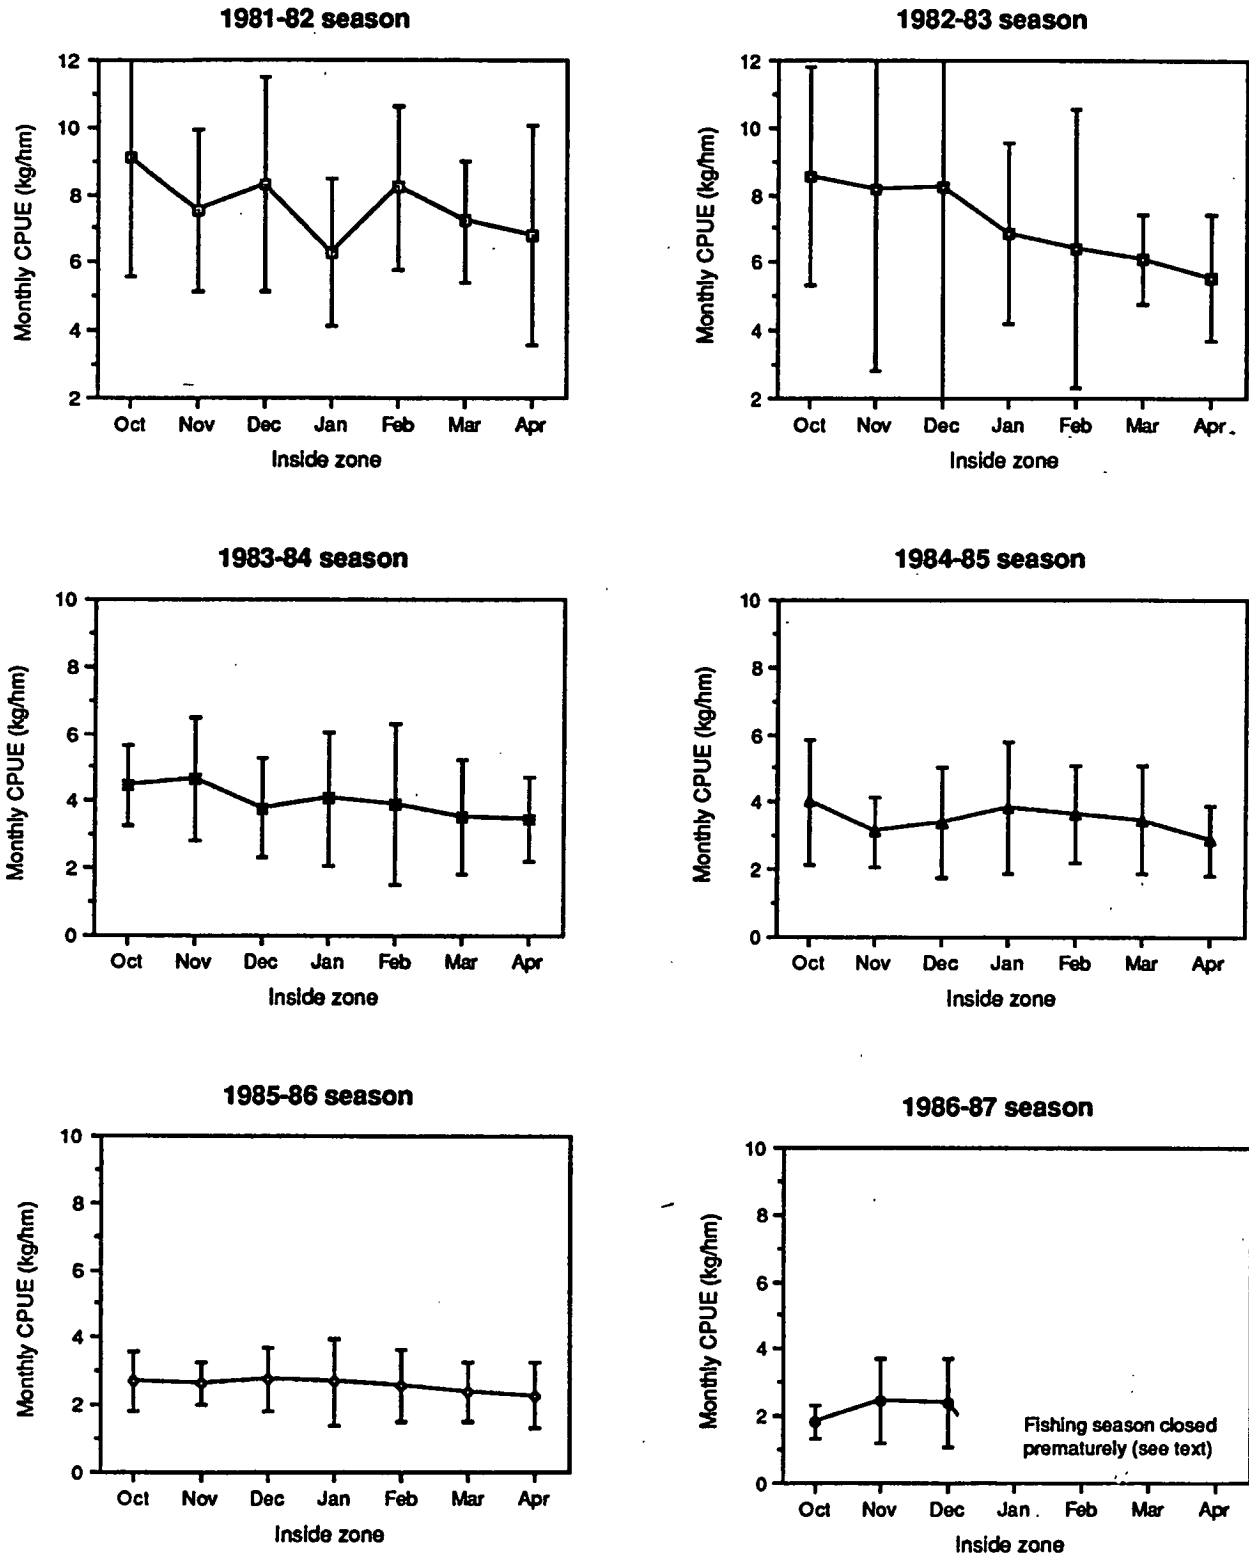 1981-82 season
Monthly CPUE (kg/hm)
12
10
8
6
4
2
Oct Nov Dec Jan Feb Mar Apr
Inside zone
1982-83 season
Monthly CPUE (kg/hm)
12
10
8
6
4
2
Oct Nov Dec Jan Feb Mar Apr
Inside zone
1983-84 season
Monthly CPUE (kg/hm)
10
8
6
4
2
0
Oct Nov Dec Jan Feb Mar Apr
Inside zone
1984-85 season
Monthly CPUE (kg/hm)
10
8
6
4
2
0
Oct Nov Dec Jan Feb Mar Apr
Inside zone
1985-86 season
Monthly CPUE (kg/hm)
10
8
6
4
2
0
Oct Nov Dec Jan Feb Mar Apr
Inside zone
1986-87 season
Monthly CPUE (kg/hm)
10
8
6
4
2
0
Fishing season closed
prematurely (see text)
Oct Nov Dec Jan Feb Mar Apr
Inside zone